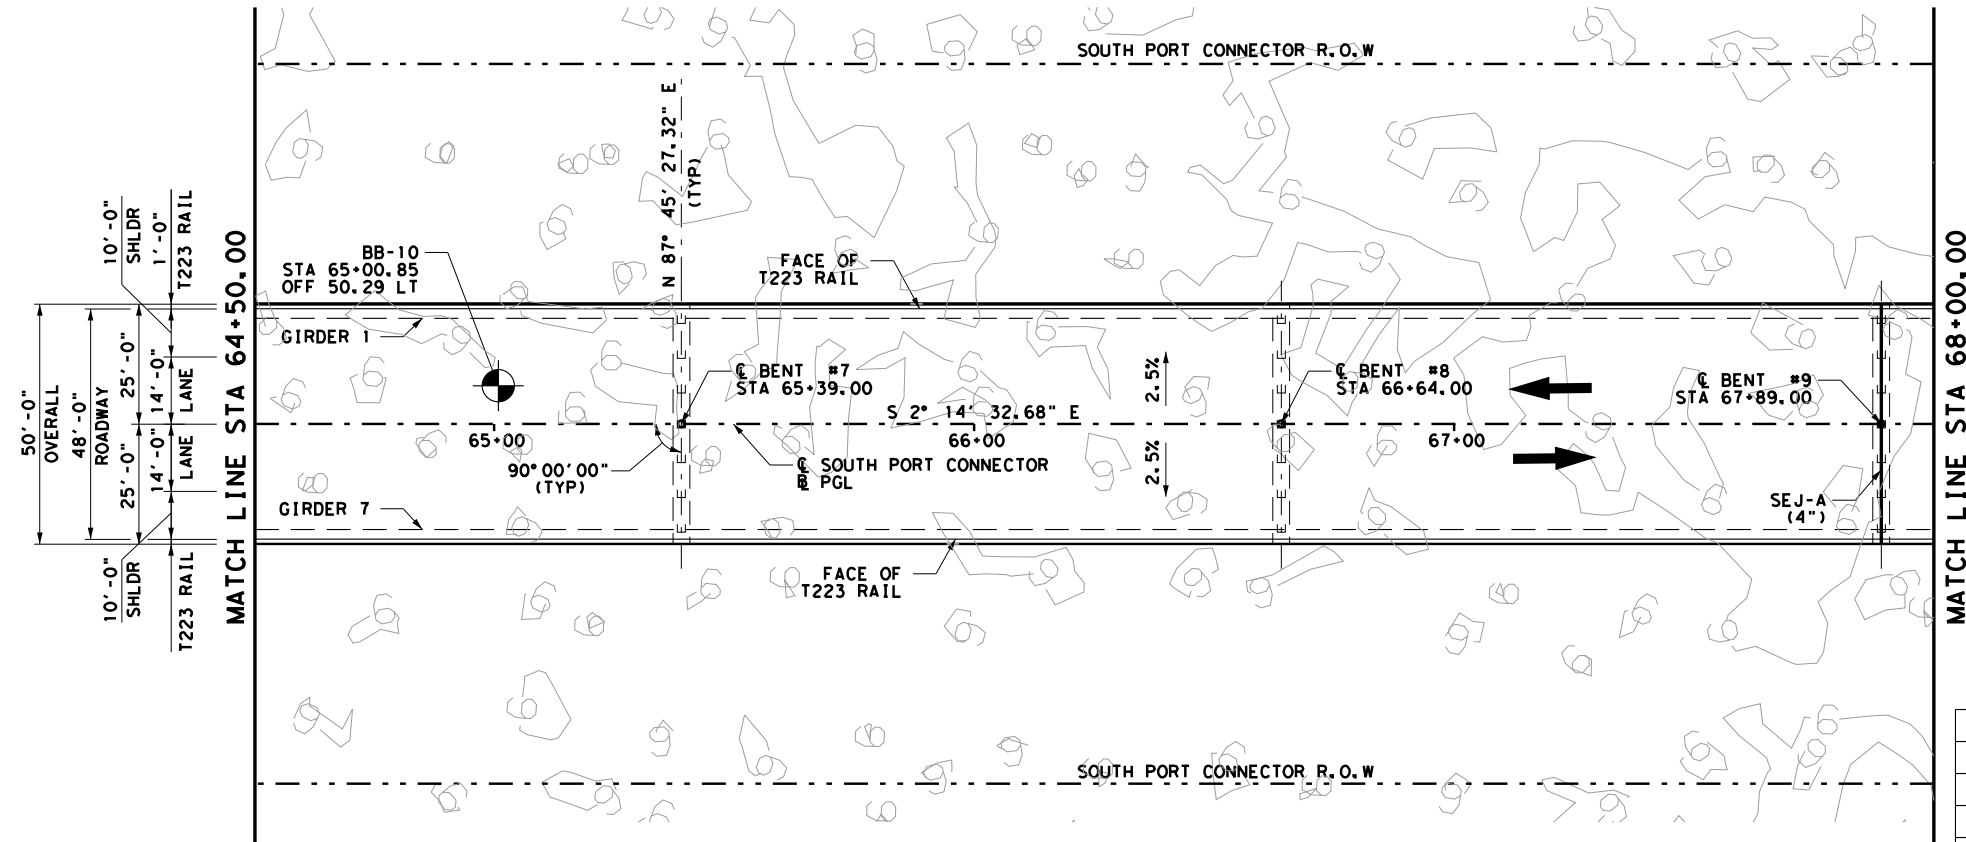 SOUTH PORT CONNECTOR R.O.W
N 87° 45' 27.32" E
(TYP)
10'-0"
SHLDR
1'-0"
T223 RAIL
MATCH LINE STA 64+50.00
BB-10
STA 65+00.85
OFF 50.29 LT
FACE OF
T223 RAIL
MATCH LINE STA 68+00.00
GIRDER 1
50'-0"
OVERALL
48'-0"
ROADWAY
25'-0"
14'-0"
LANE
25'-0"
14'-0"
LANE
℄ BENT #7
STA 65+39.00
2.5%
℄ BENT #8
STA 66+64.00
℄ BENT #9
STA 67+89.00
S 2° 14' 32.68" E
65+00
66+00
67+00
90°00'00"
(TYP)
℄ SOUTH PORT CONNECTOR
PGL
2.5%
GIRDER 7
SEJ-A
(4")
10'-0"
SHLDR
T223 RAIL
FACE OF
T223 RAIL
SOUTH PORT CONNECTOR R.O.W